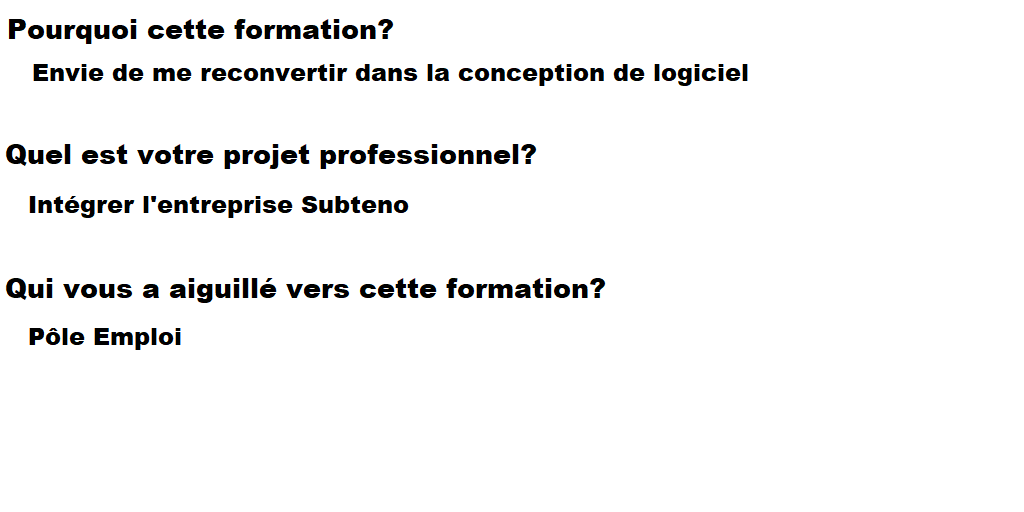 Pourquoi cette formation?
Envie de me reconvertir dans la conception de logiciel
Quel est votre projet professionnel?
Intégrer l'entreprise Subteno
Qui vous a aiguillé vers cette formation?
Pôle Emploi